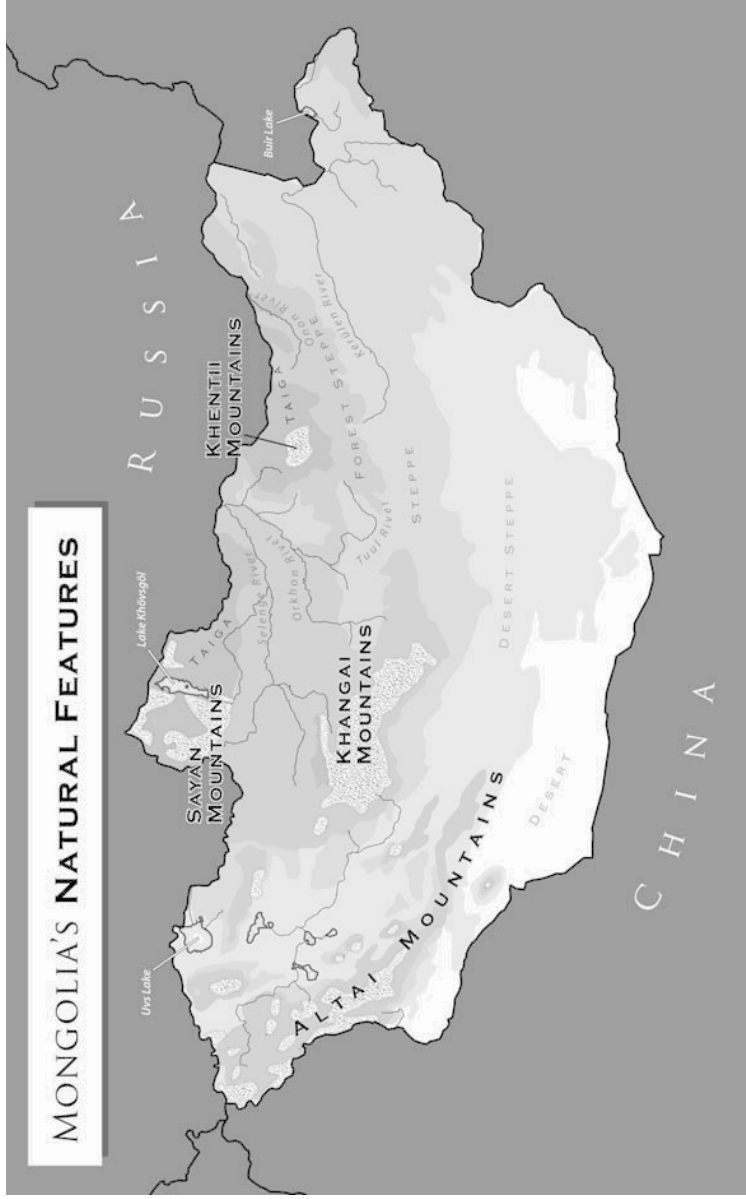 MONGOLIA'S NATURAL FEATURES
RUSSIA
Lake Khövsgöl
Uvs Lake
Buir Lake
SAYAN
MOUNTAINS
TAIGA
KHENTII
MOUNTAINS
TAIGA
Onon River
Selenge River
Orkhon River
FOREST STEPPE
Kerulen River
Tuul River
KHANGAI
MOUNTAINS
STEPPE
ALTAI MOUNTAINS
DESERT STEPPE
DESERT
CHINA